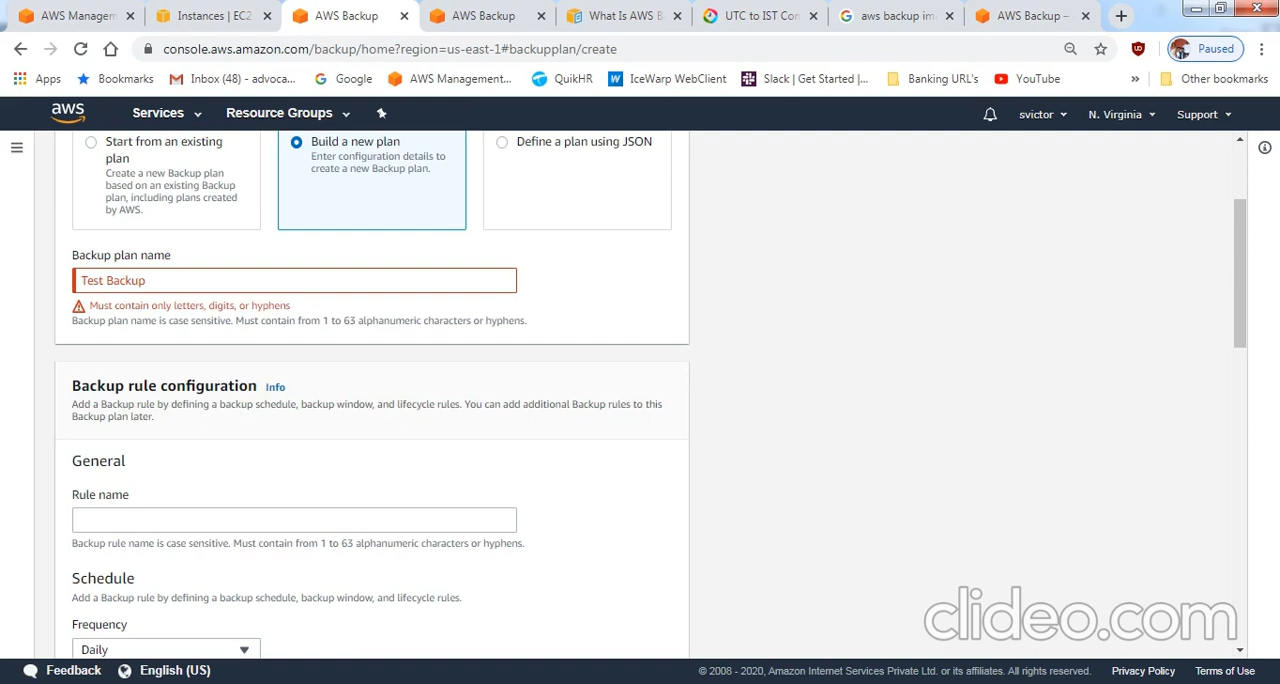 AWS Managem
Instances | EC2
AWS Backup
AWS Backup
What Is AWS B
UTC to IST Con
aws backup im
AWS Backup –
console.aws.amazon.com/backup/home?region=us-east-1#backupplan/create
Paused
Apps
Bookmarks
Inbox (48) - advoca...
Google
AWS Management...
QuikHR
IceWarp WebClient
Slack | Get Started |...
Banking URL's
YouTube
»
Other bookmarks
aws
Services
Resource Groups
svictor
N. Virginia
Support
Start from an existing
plan
Create a new Backup plan
based on an existing Backup
plan, including plans created
by AWS.
Build a new plan
Enter configuration details to
create a new Backup plan.
Define a plan using JSON
Backup plan name
Test Backup
Must contain only letters, digits, or hyphens
Backup plan name is case sensitive. Must contain from 1 to 63 alphanumeric characters or hyphens.
Backup rule configuration Info
Add a Backup rule by defining a backup schedule, backup window, and lifecycle rules. You can add additional Backup rules to this
Backup plan later.
General
Rule name
Backup rule name is case sensitive. Must contain from 1 to 63 alphanumeric characters or hyphens.
Schedule
Add a Backup rule by defining a backup schedule, backup window, and lifecycle rules.
Frequency
Daily
clideo.com
Feedback
English (US)
© 2008 - 2020, Amazon Internet Services Private Ltd. or its affiliates. All rights reserved.
Privacy Policy
Terms of Use